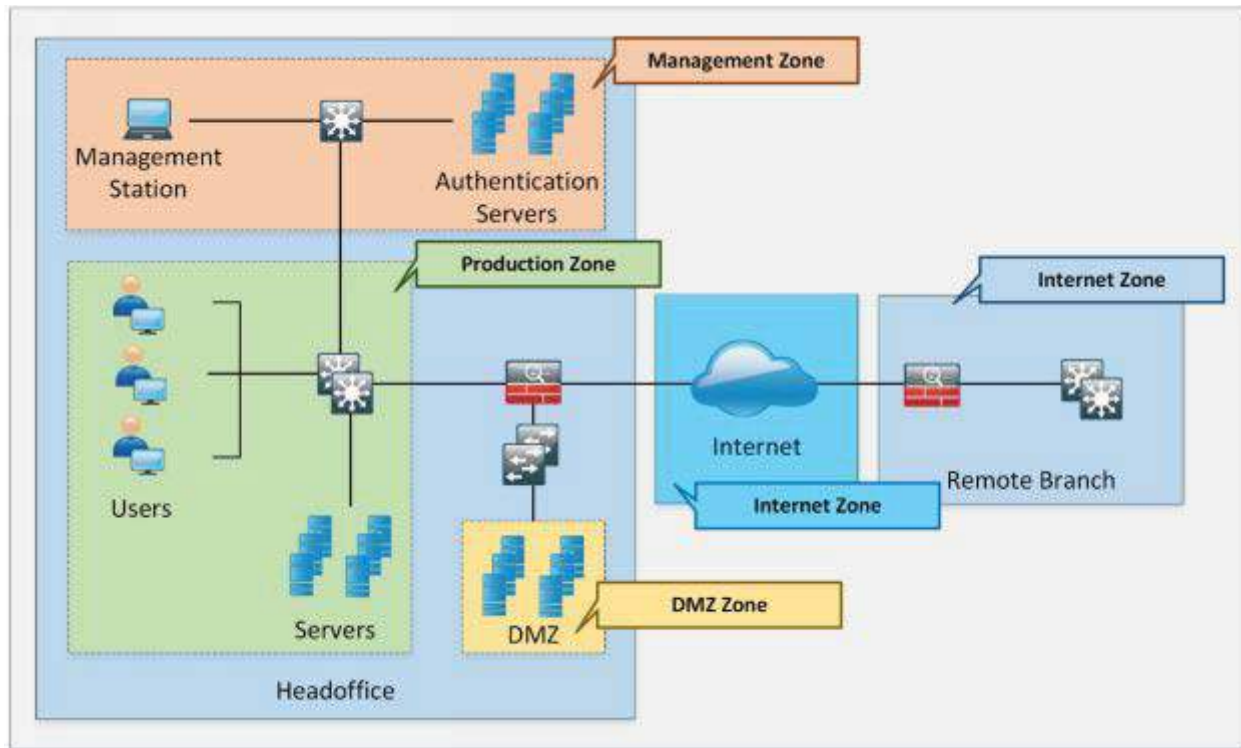 Management Zone
Management
Station
Authentication
Servers
Production Zone
Internet Zone
Users
Internet
Remote Branch
Internet Zone
Servers
DMZ
DMZ Zone
Headoffice